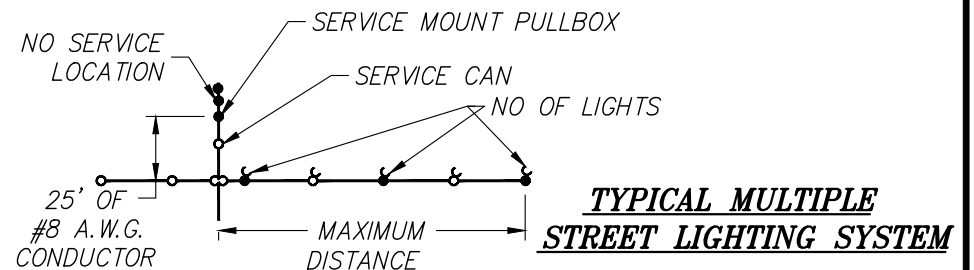 SERVICE MOUNT PULLBOX
NO SERVICE
LOCATION
SERVICE CAN
NO OF LIGHTS
25' OF
#8 A.W.G.
CONDUCTOR
MAXIMUM
DISTANCE
TYPICAL MULTIPLE
STREET LIGHTING SYSTEM